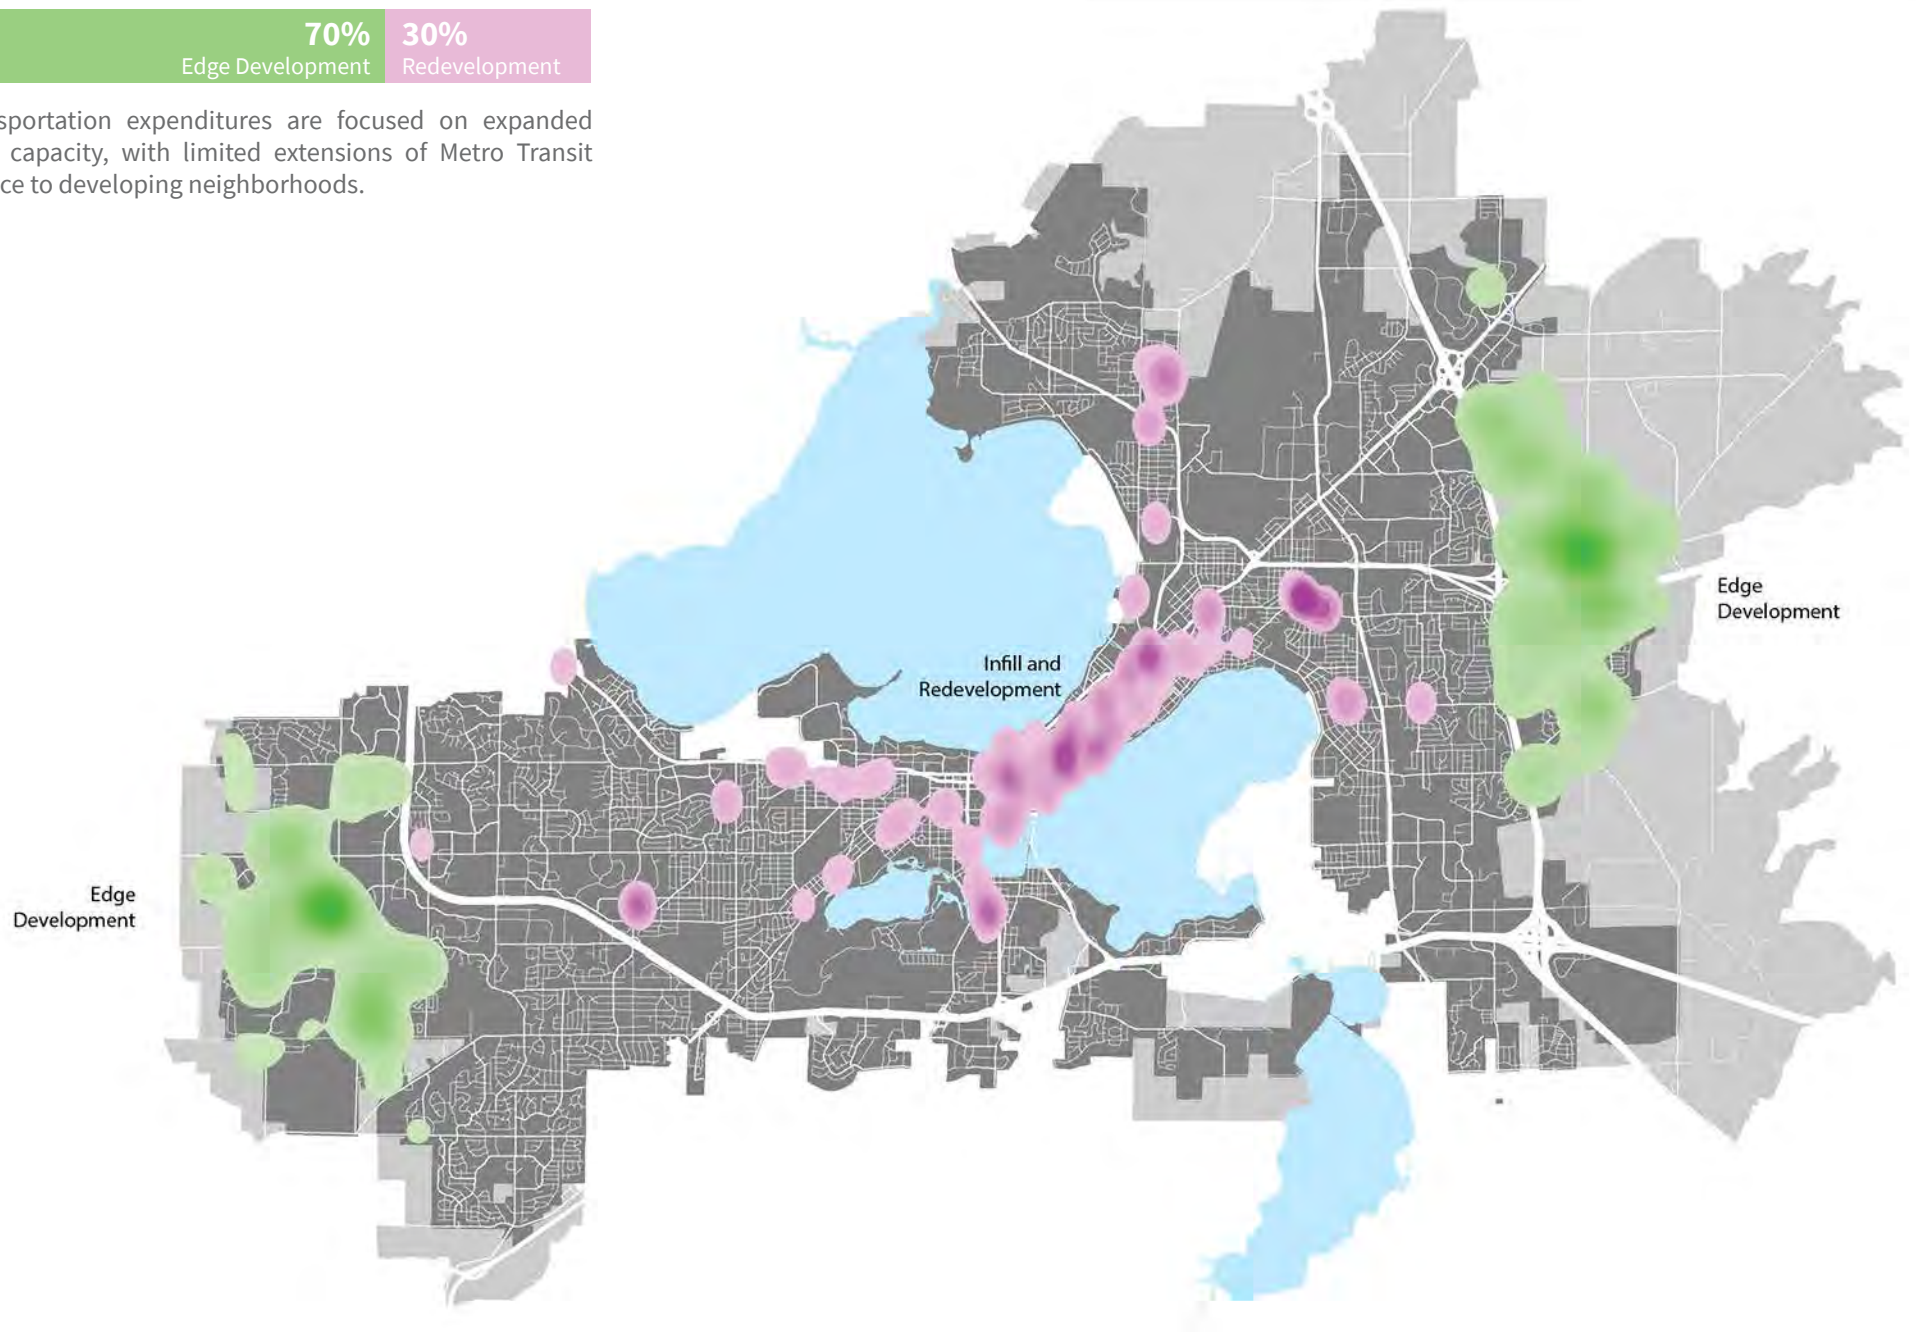 70% 30%
Edge Development Redevelopment
sportation expenditures are focused on expanded
capacity, with limited extensions of Metro Transit
ce to developing neighborhoods.
Edge
Development
Infill and
Redevelopment
Edge
Development